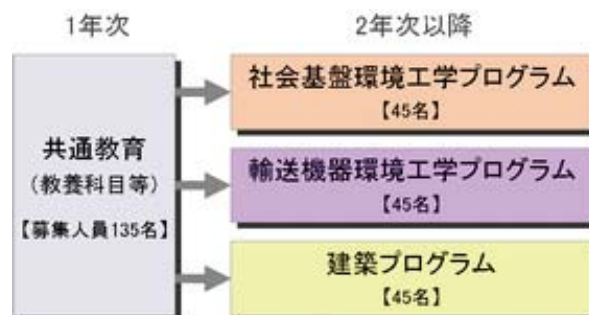 1年次
2年次以降
共通教育
（教養科目等）
【募集人員135名】
社会基盤環境工学プログラム
【45名】
輸送機器環境工学プログラム
【45名】
建築プログラム
【45名】